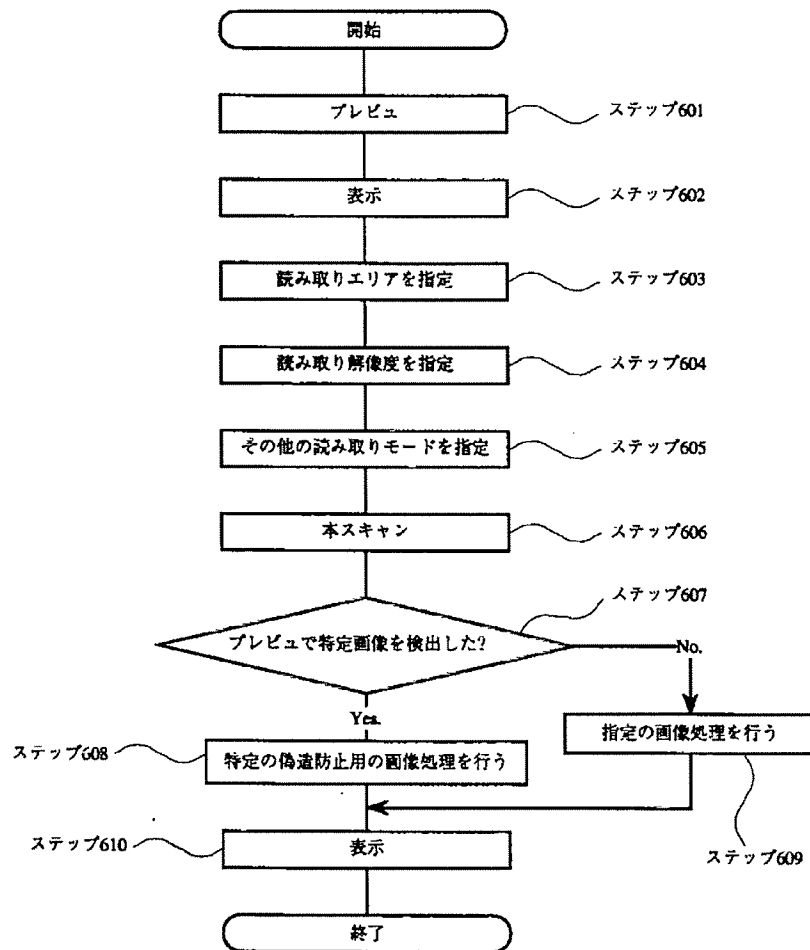 開始
プレビュ
ステップ601
表示
ステップ602
読み取りエリアを指定
ステップ603
読み取り解像度を指定
ステップ604
その他の読み取りモードを指定
ステップ605
本スキャン
ステップ606
ステップ607
プレビュで特定画像を検出した?
No.
Yes.
指定の画像処理を行う
ステップ608
特定の偽造防止用の画像処理を行う
ステップ610
表示
ステップ609
終了